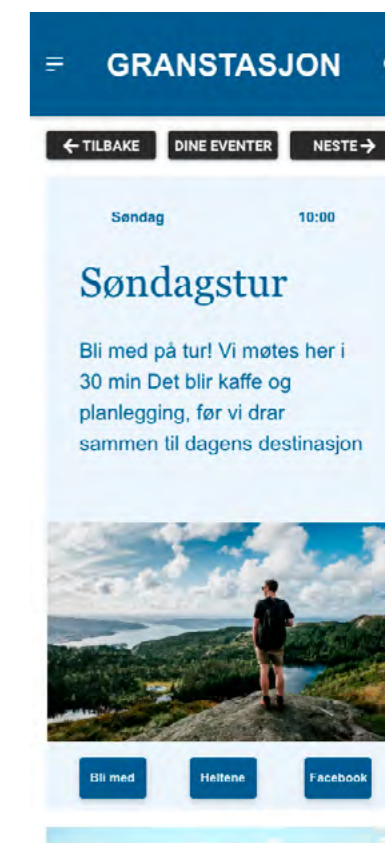 GRANSTASJON
← TILBAKE DINE EVENTER NESTE →
Søndag 10:00
Søndagstur
Bli med på tur! Vi møtes her i
30 min Det blir kaffe og
planlegging, før vi drar
sammen til dagens destinasjon
Bli med Heltene Facebook